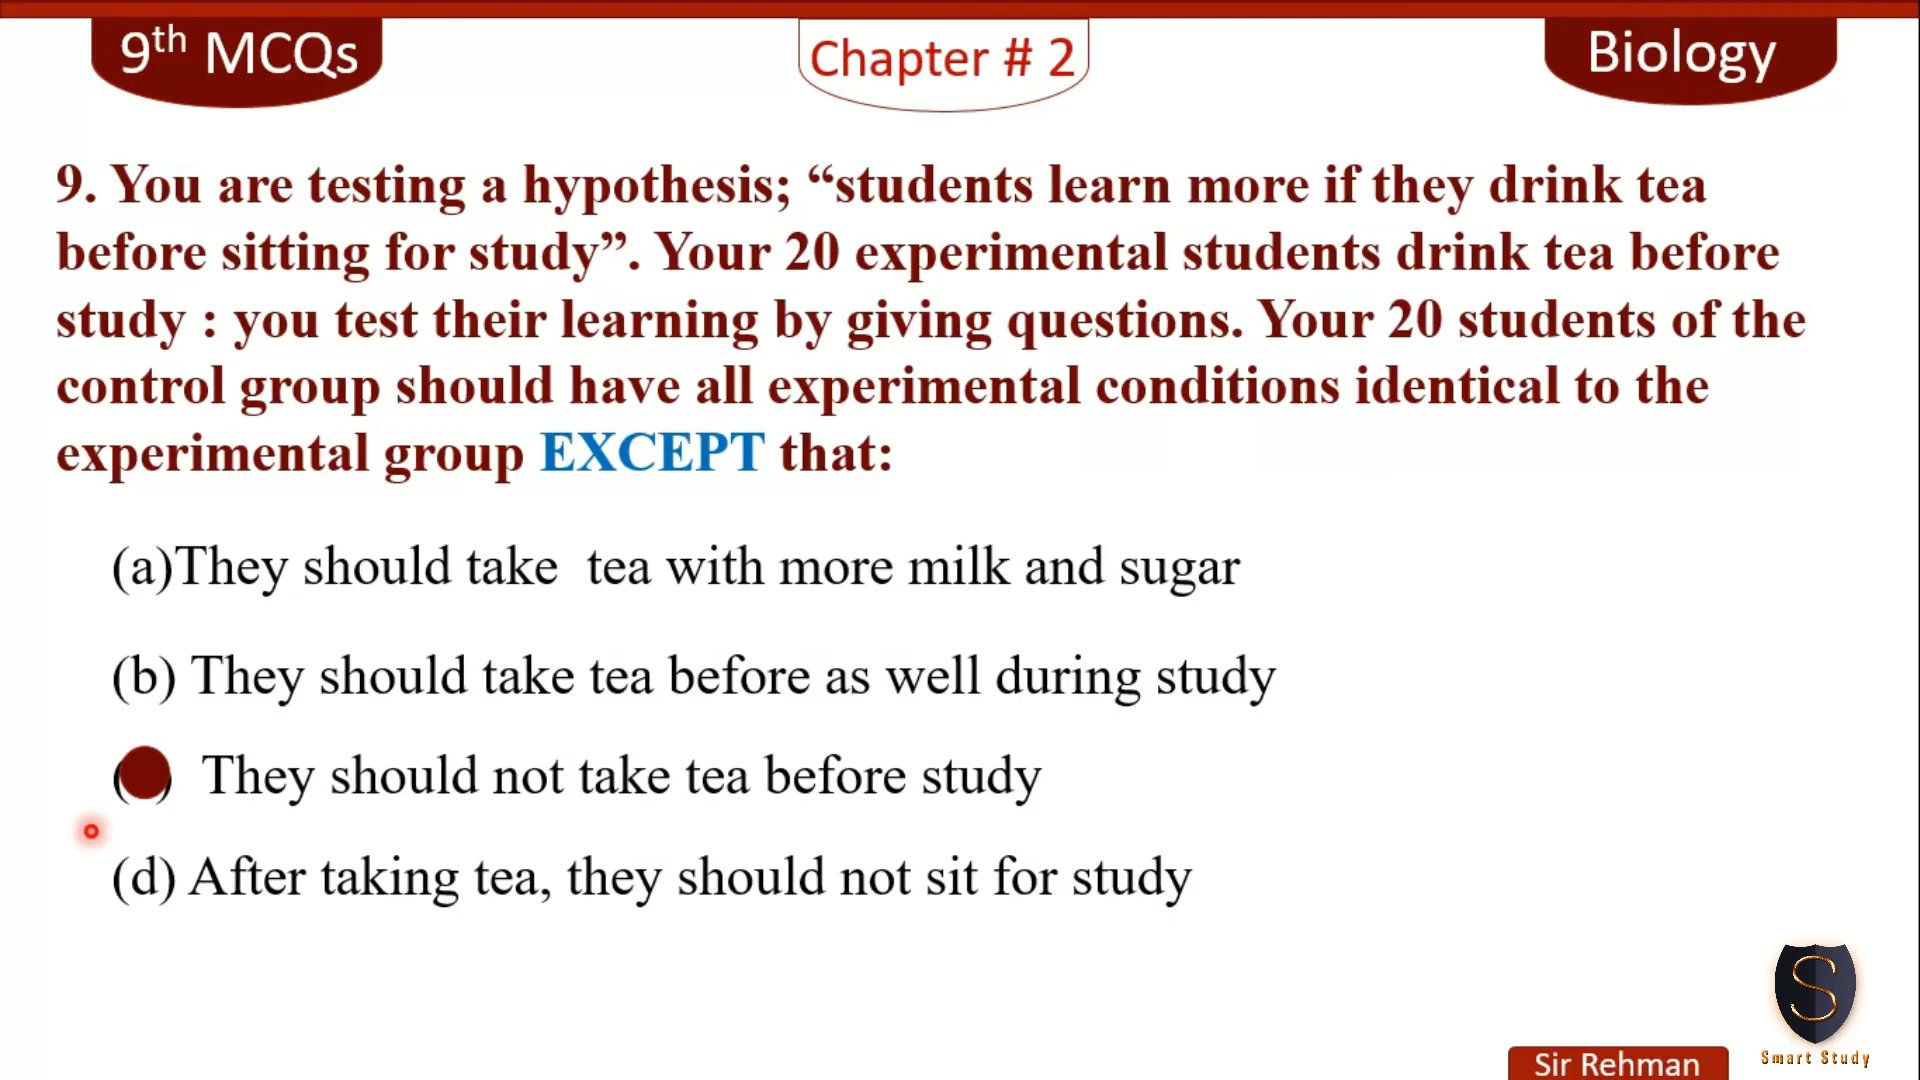 9th MCQs
Chapter # 2
Biology
9. You are testing a hypothesis; “students learn more if they drink tea
before sitting for study”. Your 20 experimental students drink tea before
study : you test their learning by giving questions. Your 20 students of the
control group should have all experimental conditions identical to the
experimental group EXCEPT that:
(a)They should take tea with more milk and sugar
(b) They should take tea before as well during study
( ) They should not take tea before study
(d) After taking tea, they should not sit for study
S
Smart Study
Sir Rehman